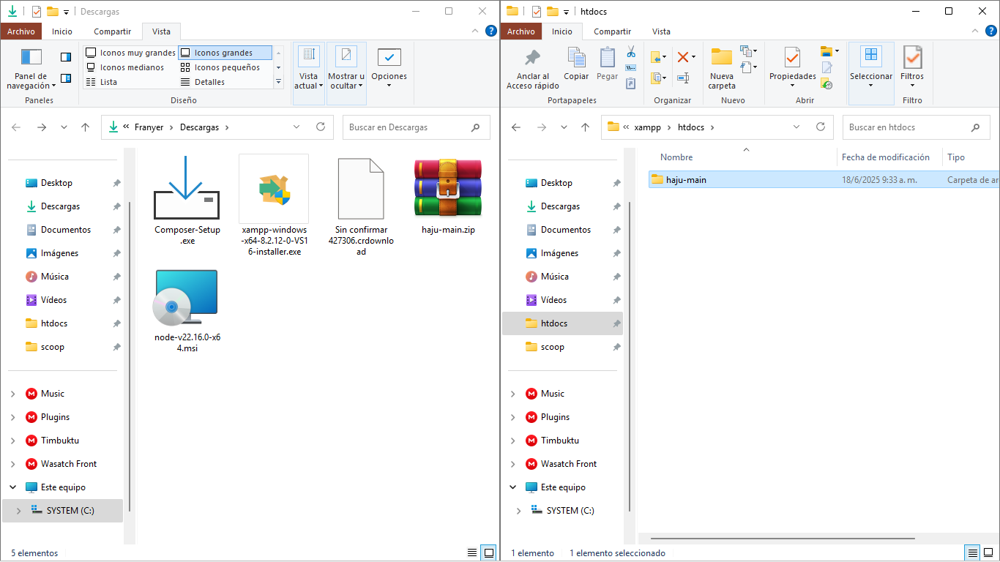 Descargas
Archivo Inicio Compartir Vista
Panel de navegación
Paneles
Iconos muy grandes
Iconos grandes
Iconos medianos
Iconos pequeños
Lista
Detalles
Diseño
Vista actual
Mostrar u ocultar
Opciones
Franyer > Descargas >
Buscar en Descargas
Desktop
Descargas
Documentos
Imágenes
Música
Vídeos
htdocs
scoop
Music
Plugins
Timbuktu
Wasatch Front
Este equipo
SYSTEM (C:)
Composer-Setup
.exe
xampp-windows
-x64-8.2.12-0-VS1
6-installer.exe
Sin confirmar
427306.crdownlo
ad
haju-main.zip
node-v22.16.0-x6
4.msi
5 elementos
htdocs
Archivo Inicio Compartir Vista
Anclar al
Acceso rápido
Copiar
Pegar
Portapapeles
Organizar
Nueva
carpeta
Nuevo
Propiedades
Abrir
Seleccionar
Filtros
Filtro
« xampp > htdocs >
Buscar en htdocs
Desktop
Descargas
Documentos
Imágenes
Música
Vídeos
htdocs
scoop
Music
Plugins
Timbuktu
Wasatch Front
Este equipo
SYSTEM (C:)
Nombre Fecha de modificación Tipo
haju-main 18/6/2025 9:33 a. m. Carpeta de ar
1 elemento 1 elemento seleccionado